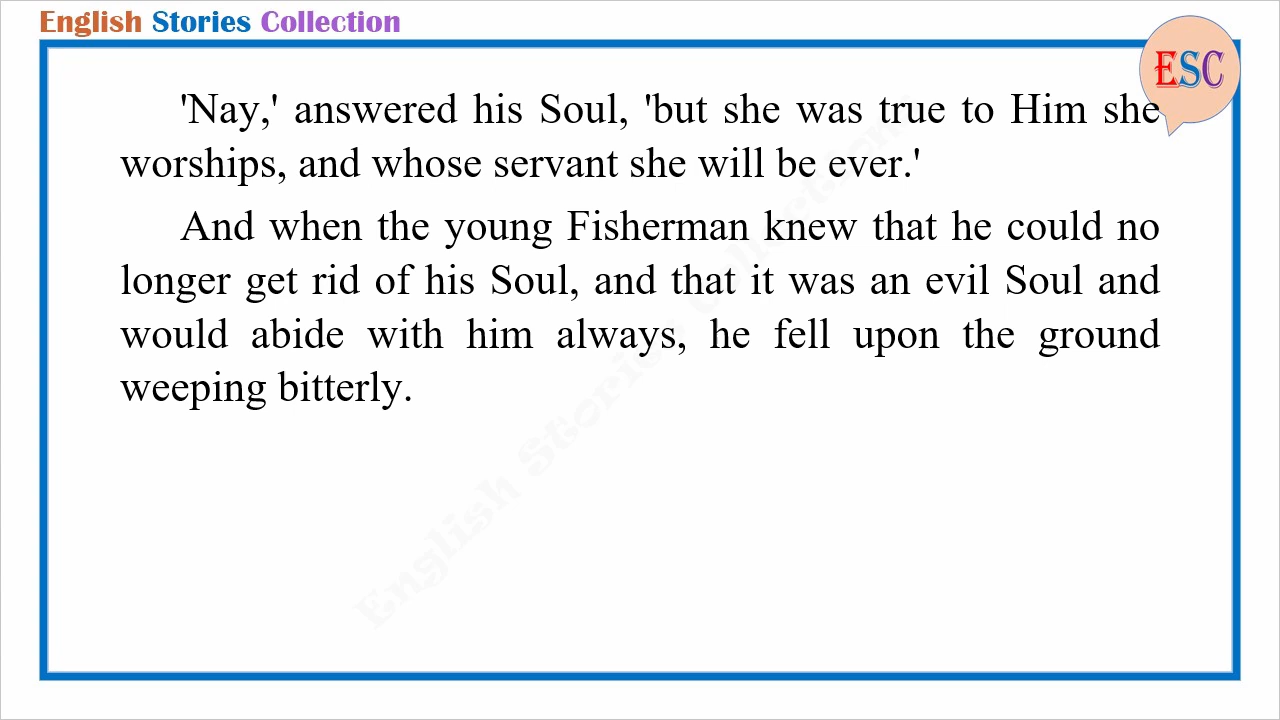 English Stories Collection
ESC
'Nay,' answered his Soul, 'but she was true to Him she
worships, and whose servant she will be ever.'
And when the young Fisherman knew that he could no
longer get rid of his Soul, and that it was an evil Soul and
would abide with him always, he fell upon the ground
weeping bitterly.
English Stories Collection